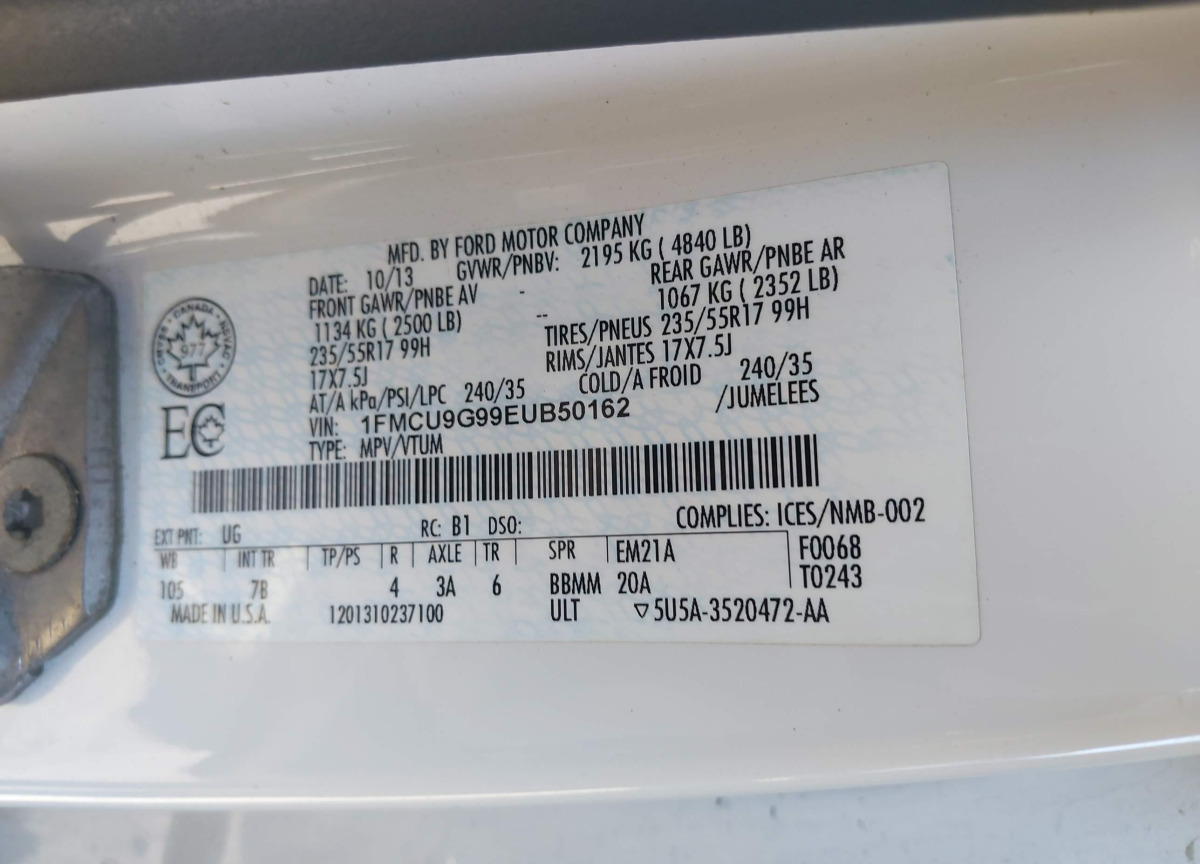 MFD. BY FORD MOTOR COMPANY
DATE: 10/13 GVWR/PNBV: 2195 KG ( 4840 LB)
FRONT GAWR/PNBE AV - REAR GAWR/PNBE AR
1134 KG ( 2500 LB) -- 1067 KG ( 2352 LB)
235/55R17 99H TIRES/PNEUS 235/55R17 99H
17X7.5J RIMS/JANTES 17X7.5J
AT/A kPa/PSI/LPC 240/35 COLD/A FROID 240/35
VIN: 1FMCU9G99EUB50162 /JUMELEES
TYPE: MPV/VTUM
CANADA
977
TRANSPORT
EC
COMPLIES: ICES/NMB-002
EXT PNT: UG RC: B1 DSO:
WB INT TR TP/PS R AXLE TR SPR EM21A F0068
105 7B 4 3A 6 BBMM 20A T0243
MADE IN U.S.A. 1201310237100 ULT ▽5U5A-3520472-AA